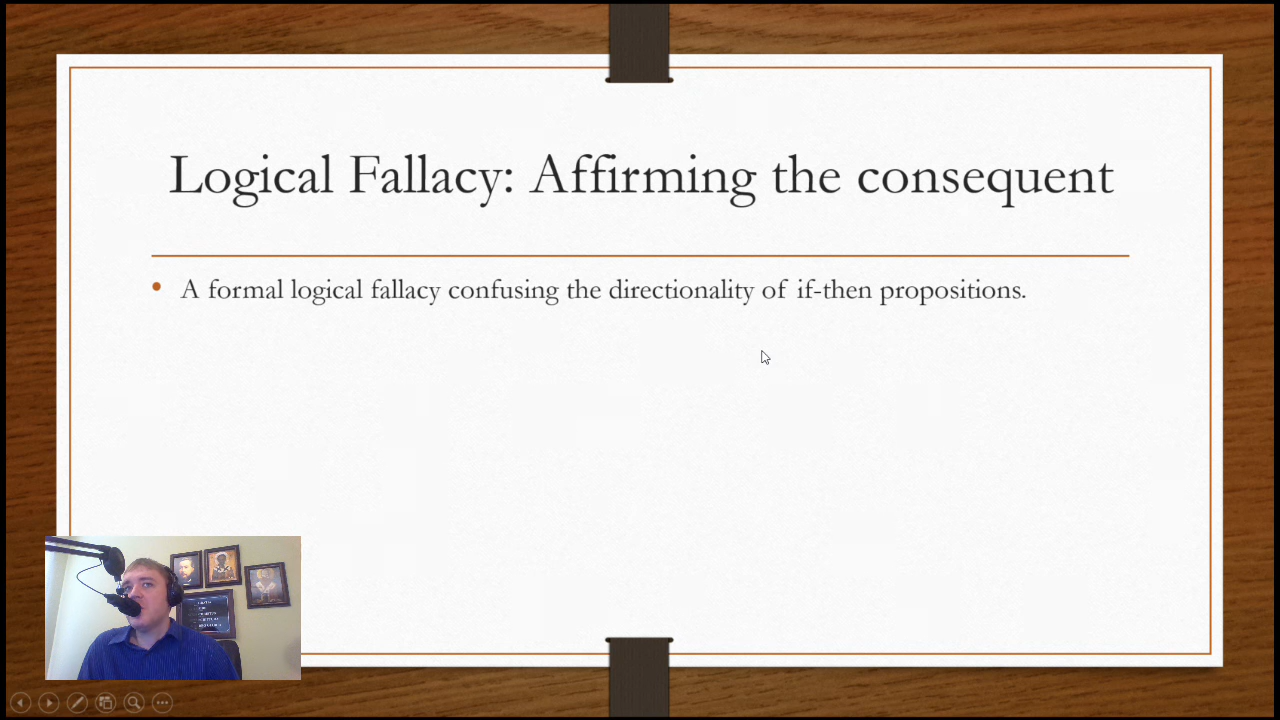 Logical Fallacy: Affirming the consequent
• A formal logical fallacy confusing the directionality of if-then propositions.